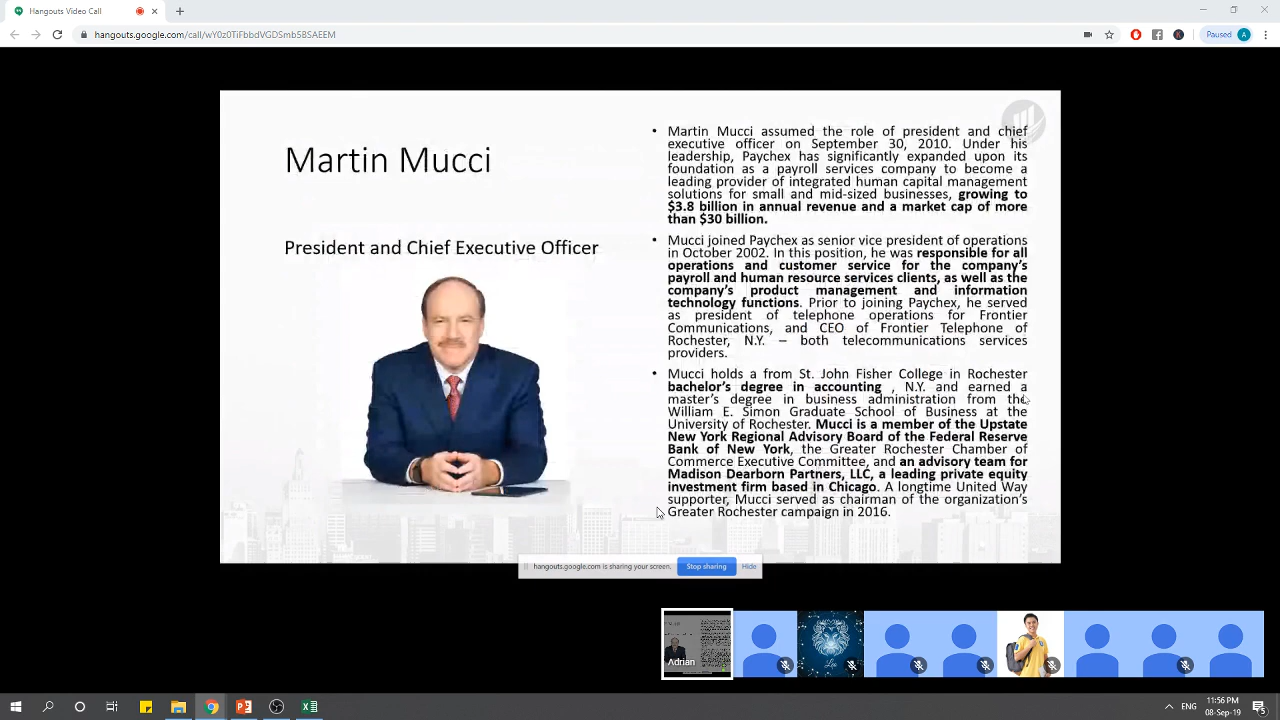 Hangouts Video Call
hangouts.google.com/call/wY0z0TiFbbdVGDSmb5BSAEEM
Paused
A
Martin Mucci
President and Chief Executive Officer
• Martin Mucci assumed the role of president and chief
executive officer on September 30, 2010. Under his
leadership, Paychex has significantly expanded upon its
foundation as a payroll services company to become a
leading provider of integrated human capital management
solutions for small and mid-sized businesses, growing to
$3.8 billion in annual revenue and a market cap of more
than $30 billion.
• Mucci joined Paychex as senior vice president of operations
in October 2002. In this position, he was responsible for all
operations and customer service for the company's
payroll and human resource services clients, as well as the
company's product management and information
technology functions. Prior to joining Paychex, he served
as president of telephone operations for Frontier
Communications, and CEO of Frontier Telephone of
Rochester, N.Y. – both telecommunications services
providers.
• Mucci holds a from St. John Fisher College in Rochester
bachelor's degree in accounting , N.Y. and earned a
master's degree in business administration from the
William E. Simon Graduate School of Business at the
University of Rochester. Mucci is a member of the Upstate
New York Regional Advisory Board of the Federal Reserve
Bank of New York, the Greater Rochester Chamber of
Commerce Executive Committee, and an advisory team for
Madison Dearborn Partners, LLC, a leading private equity
investment firm based in Chicago. A longtime United Way
supporter, Mucci served as chairman of the organization's
Greater Rochester campaign in 2016.
hangouts.google.com is sharing your screen.
Stop sharing
Hide
Adrian
ENG
11:56 PM
08-Sep-19